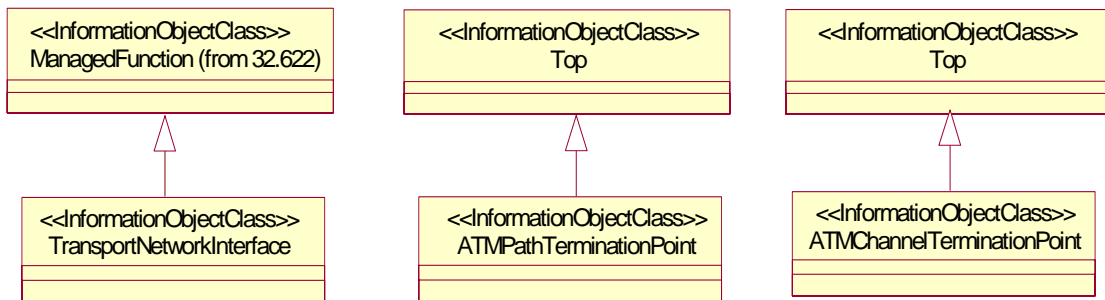 <<InformationObjectClass>>
ManagedFunction (from 32.622)
<<InformationObjectClass>>
Top
<<InformationObjectClass>>
Top
<<InformationObjectClass>>
TransportNetworkInterface
<<InformationObjectClass>>
ATMPathTerminationPoint
<<InformationObjectClass>>
ATMChannelTerminationPoint